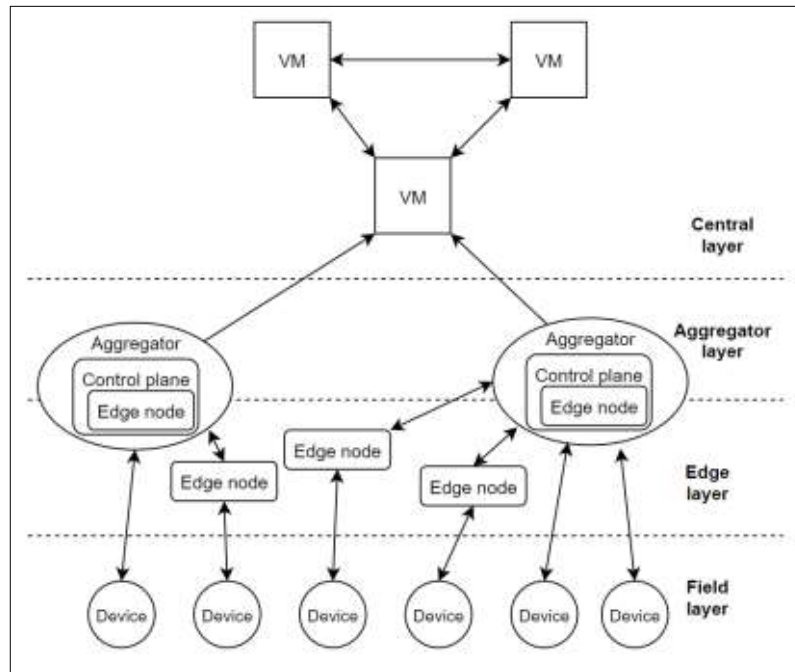 VM
VM
VM
Central
layer
Aggregator
Control plane
Edge node
Aggregator
Control plane
Edge node
Aggregator
layer
Edge node
Edge node
Edge node
Edge
layer
Device
Device
Device
Device
Device
Device
Field
layer